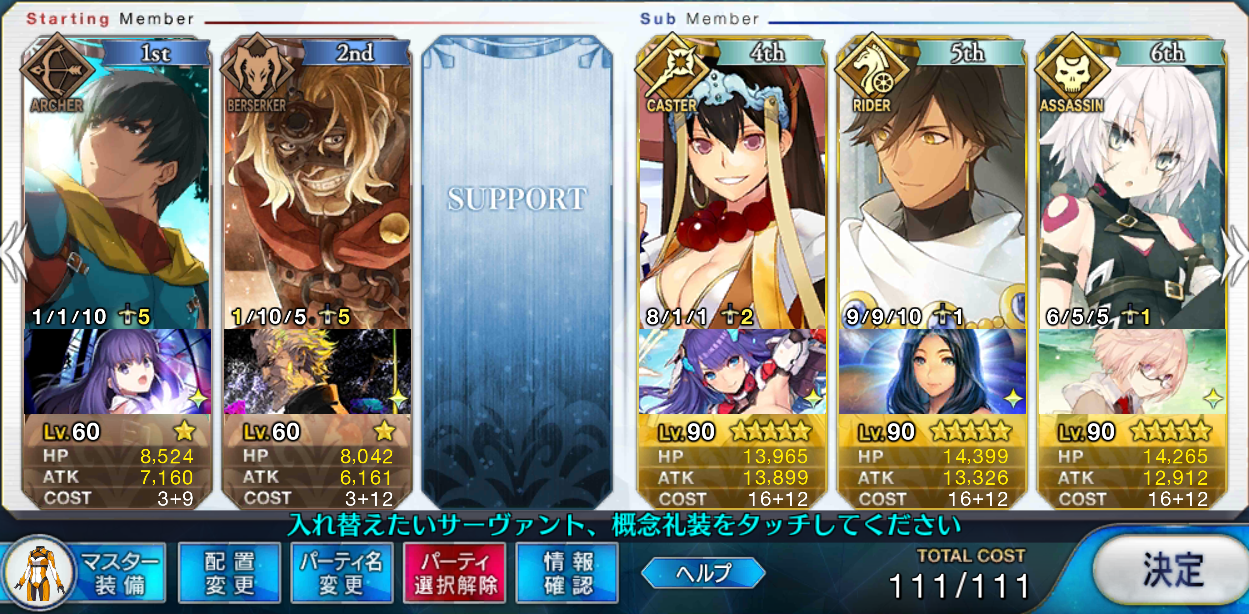 Starting Member
Sub Member
ARCHER
1st
BERSERKER
2nd
SUPPORT
CASTER
4th
RIDER
5th
ASSASSIN
6th
1/1/10 5
1/10/5 5
8/1/1 2
9/9/10 1
6/5/5 1
Lv.60
HP 8,524
ATK 7,160
COST 3+9
Lv.60
HP 8,042
ATK 6,161
COST 3+12
Lv.90
HP 13,965
ATK 13,899
COST 16+12
Lv.90
HP 14,399
ATK 13,326
COST 16+12
Lv.90
HP 14,265
ATK 12,912
COST 16+12
入れ替えたいサーヴァント、概念礼装をタッチしてください
マスター
装備
配置
変更
パーティ名
変更
パーティ
選択解除
情報
確認
ヘルプ
TOTAL COST
111/111
決定